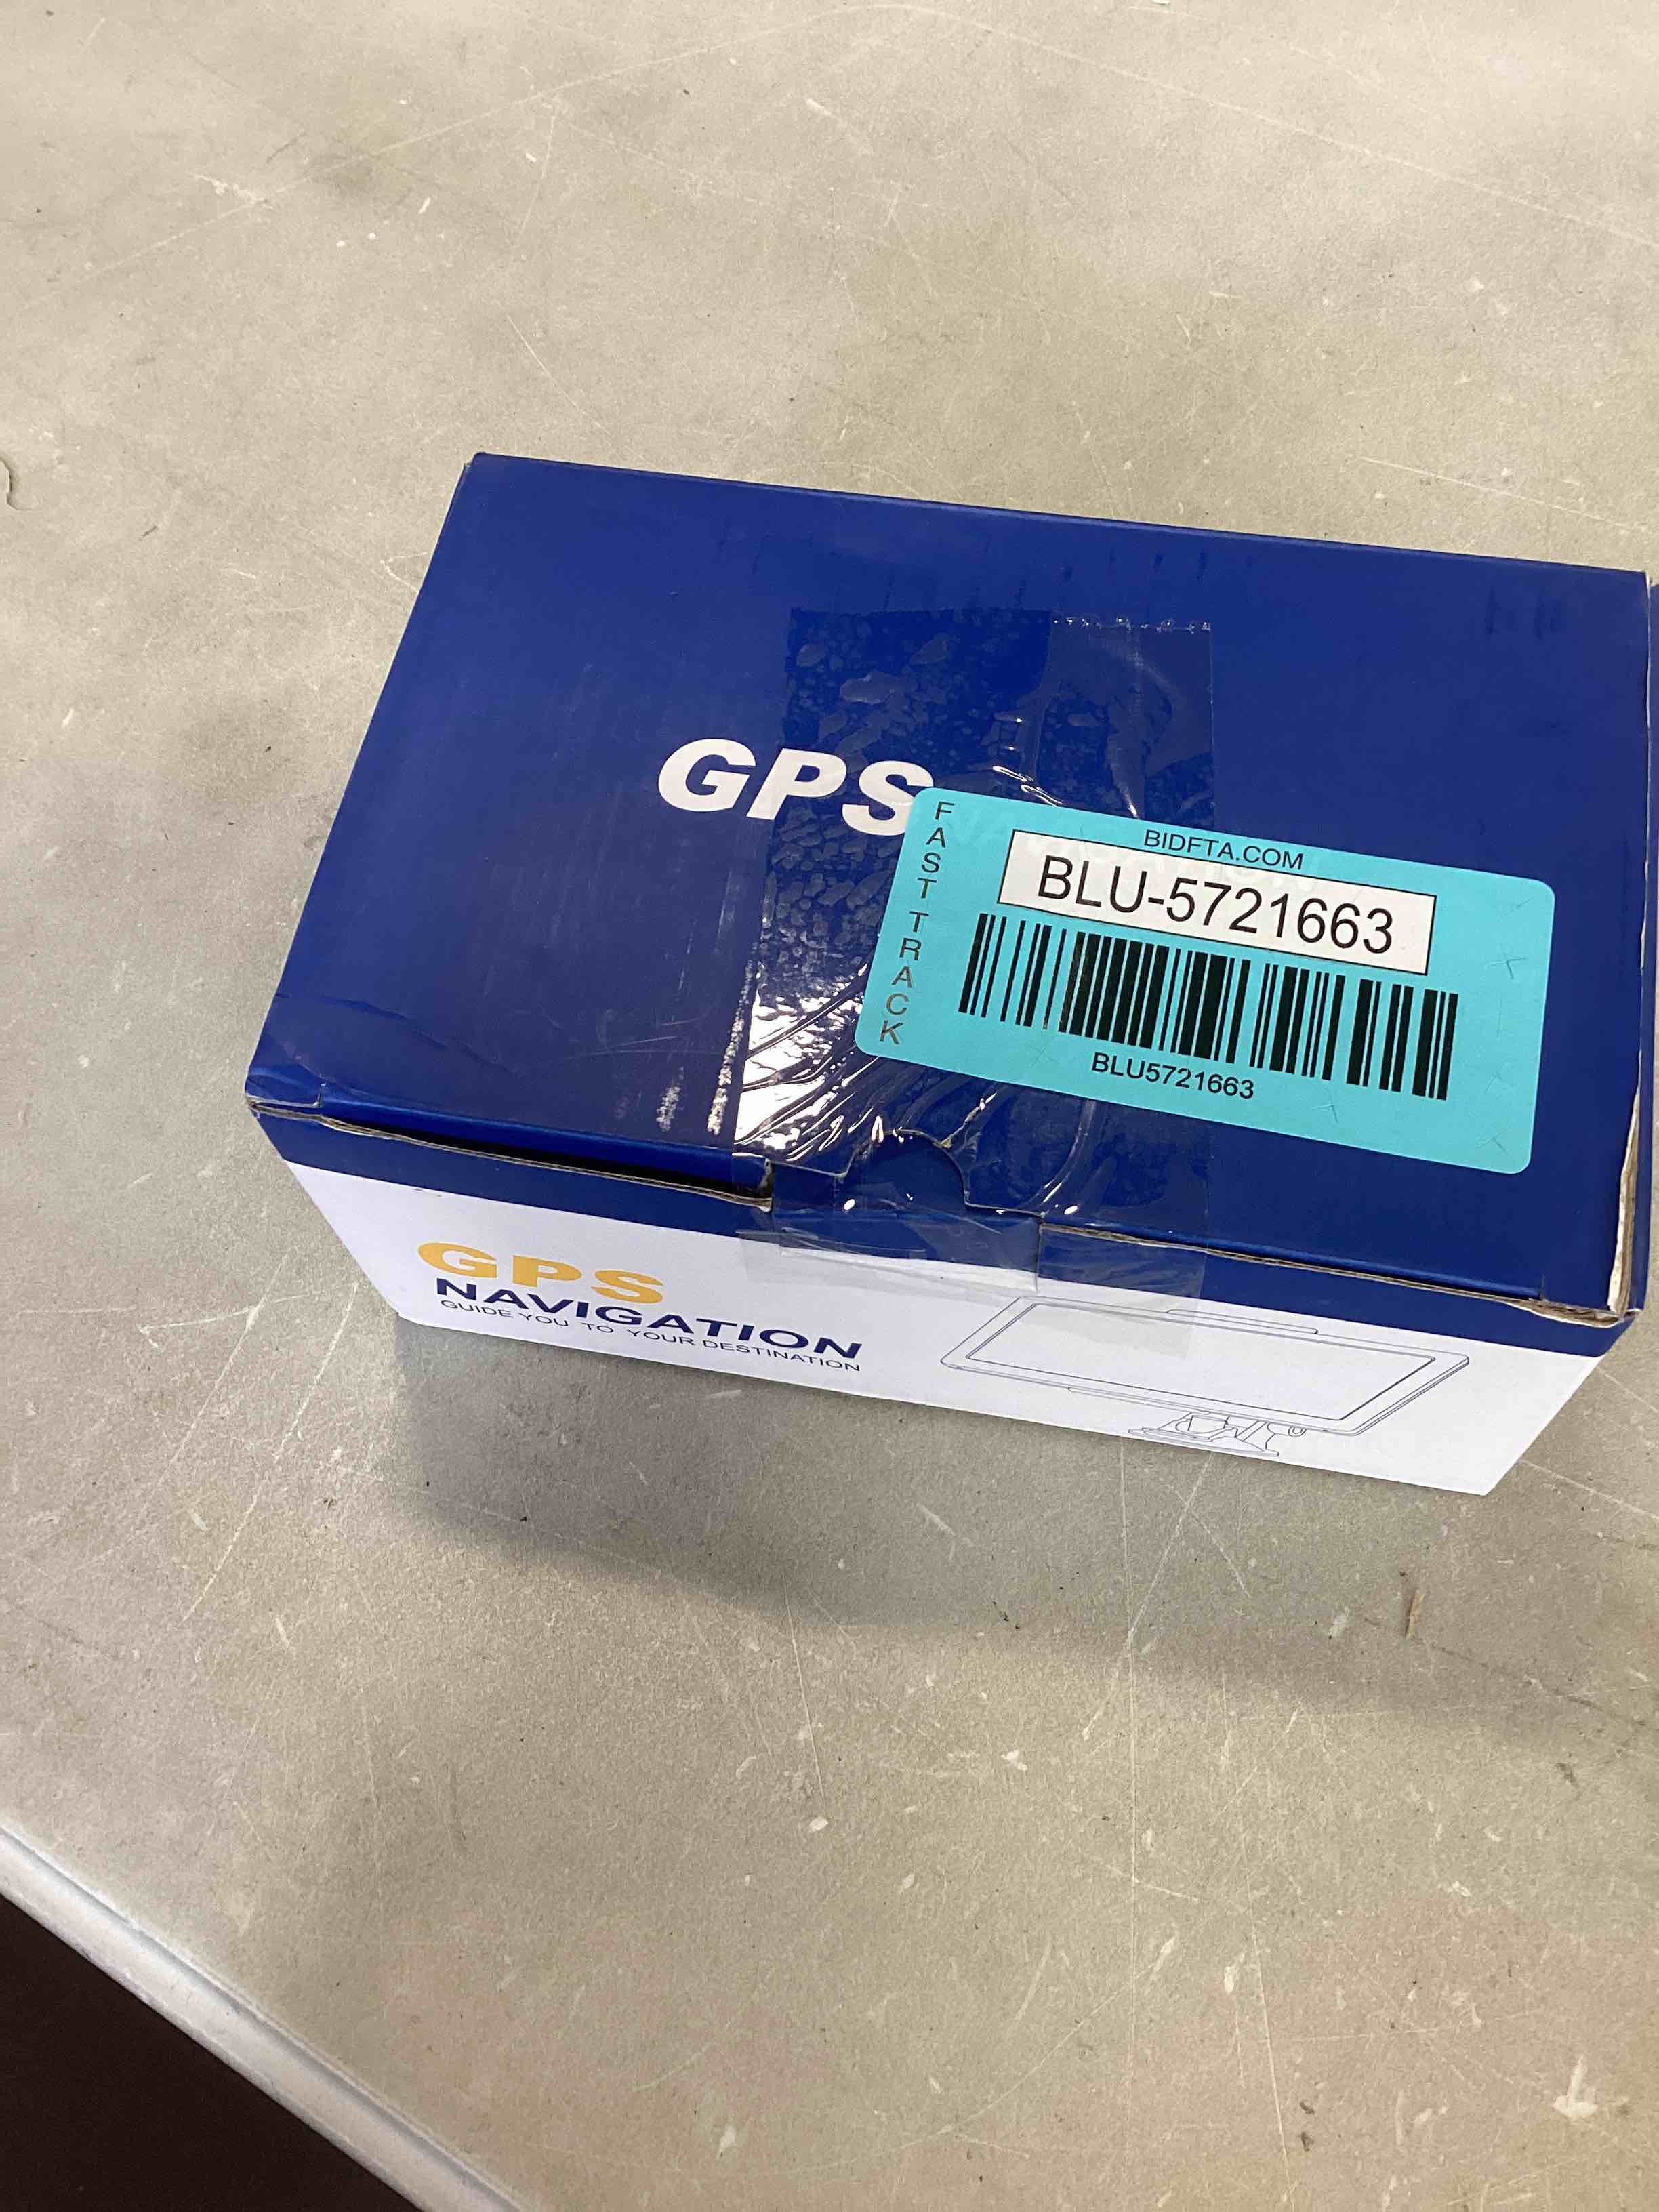 GPS
FAST TRACK
BIDFTA.COM
BLU-5721663
BLU5721663
GPS
NAVIGATION
GUIDE YOU TO YOUR DESTINATION